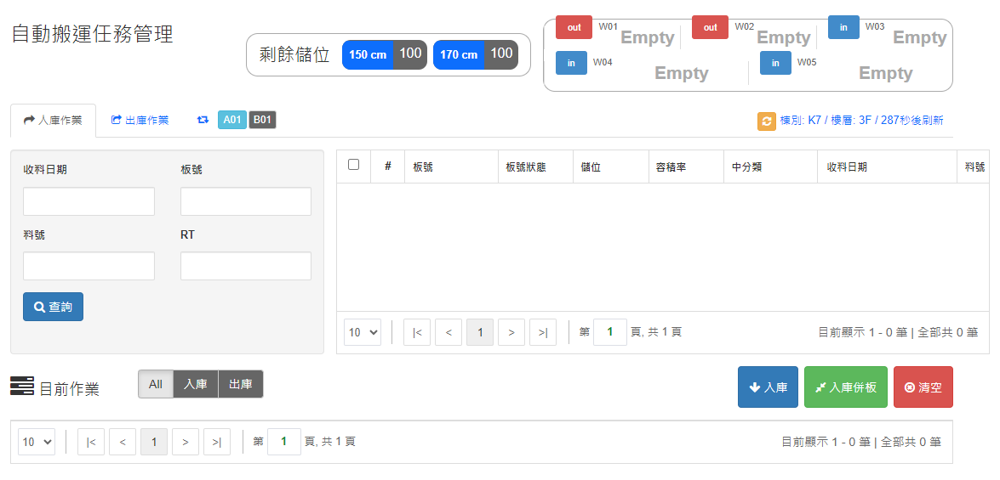 自動搬運任務管理
剩餘儲位 150 cm 100 170 cm 100
out W01 Empty out W02 Empty in W03 Empty
in W04 Empty in W05 Empty
入庫作業 出庫作業 A01 B01 棟別: K7 / 樓層: 3F / 287秒後刷新
收料日期 板號
料號 RT
查詢
# 板號 板號狀態 儲位 容積率 中分類 收料日期 料號
10 |< < 1 > >| 第 1 頁, 共 1 頁 目前顯示 1 - 0 筆 | 全部共 0 筆
目前作業 All 入庫 出庫 入庫 入庫併板 清空
10 |< < 1 > >| 第 1 頁, 共 1 頁 目前顯示 1 - 0 筆 | 全部共 0 筆